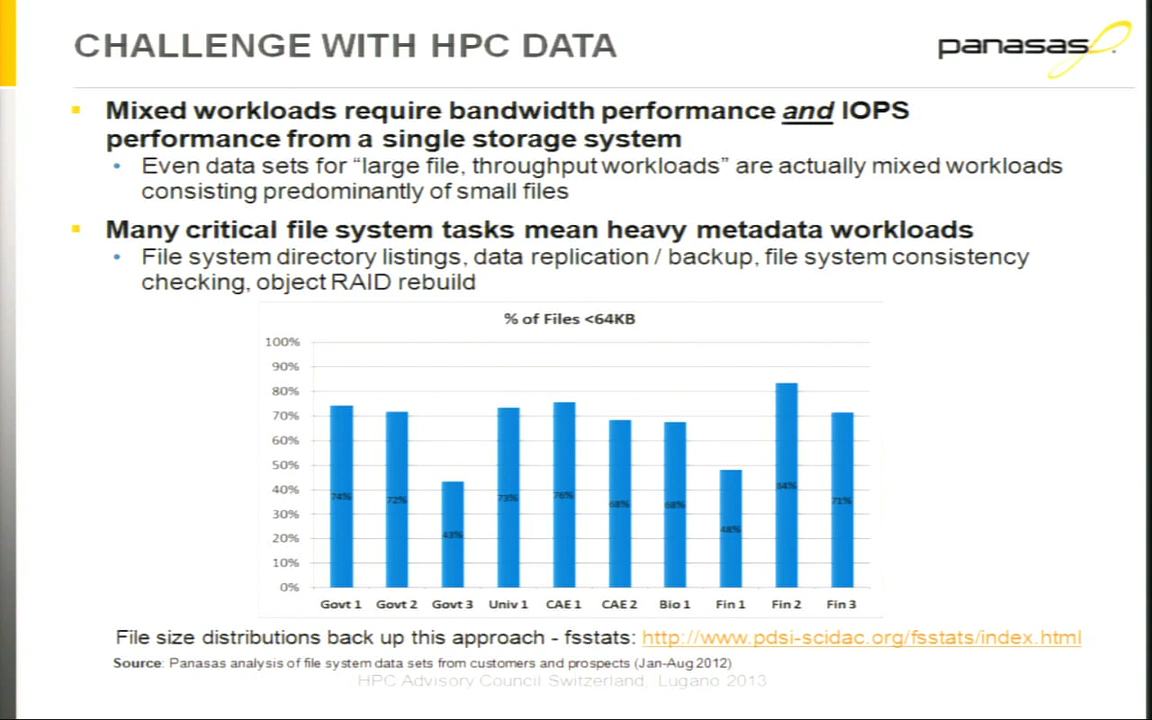 CHALLENGE WITH HPC DATA
panasas
Mixed workloads require bandwidth performance and IOPS
performance from a single storage system
Even data sets for “large file, throughput workloads” are actually mixed workloads
consisting predominantly of small files
Many critical file system tasks mean heavy metadata workloads
File system directory listings, data replication / backup, file system consistency
checking, object RAID rebuild
% of Files <64KB
100%
90%
80%
70%
60%
50%
40%
30%
20%
10%
0%
74% 72% 43% 73% 76% 68% 68% 48% 84% 71%
Govt 1 Govt 2 Govt 3 Univ 1 CAE 1 CAE 2 Bio 1 Fin 1 Fin 2 Fin 3
File size distributions back up this approach - fsstats: http://www.pdsi-scidac.org/fsstats/index.html
Source: Panasas analysis of file system data sets from customers and prospects (Jan-Aug 2012)
HPC Advisory Council Switzerland, Lugano 2013